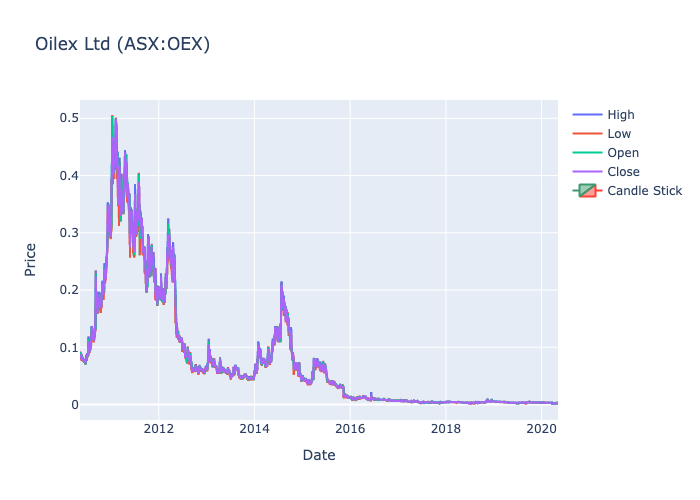 Oilex Ltd (ASX:OEX)
0.5
0.4
0.3
0.2
0.1
0
Price
2012 2014 2016 2018 2020
Date
High
Low
Open
Close
Candle Stick